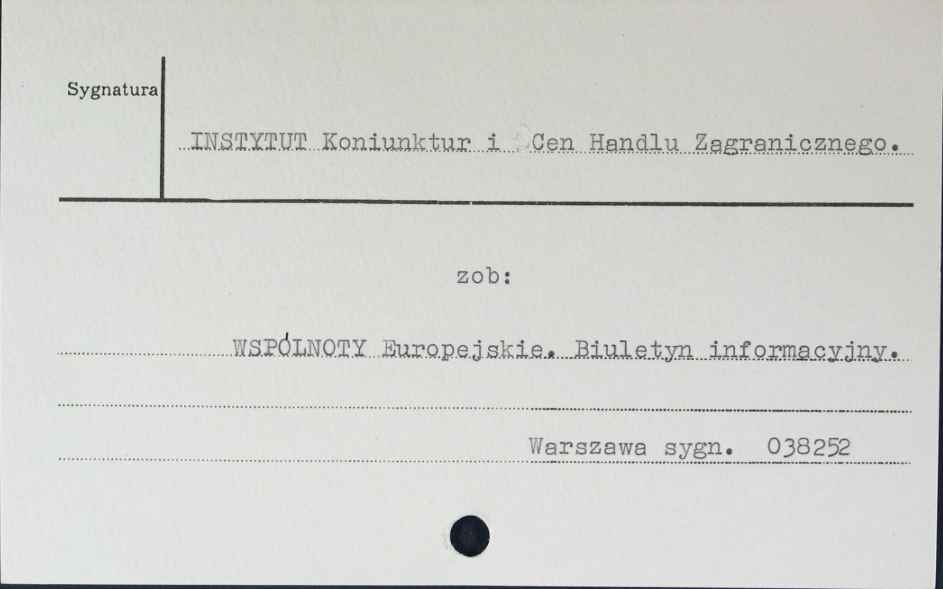 Sygnatura
INSTYTUT Koniunktur i Cen Handlu Zagranicznego.
zob:
WSPÓLNOTY Europejskie. Biuletyn informacyjny.
Warszawa sygn. 038252